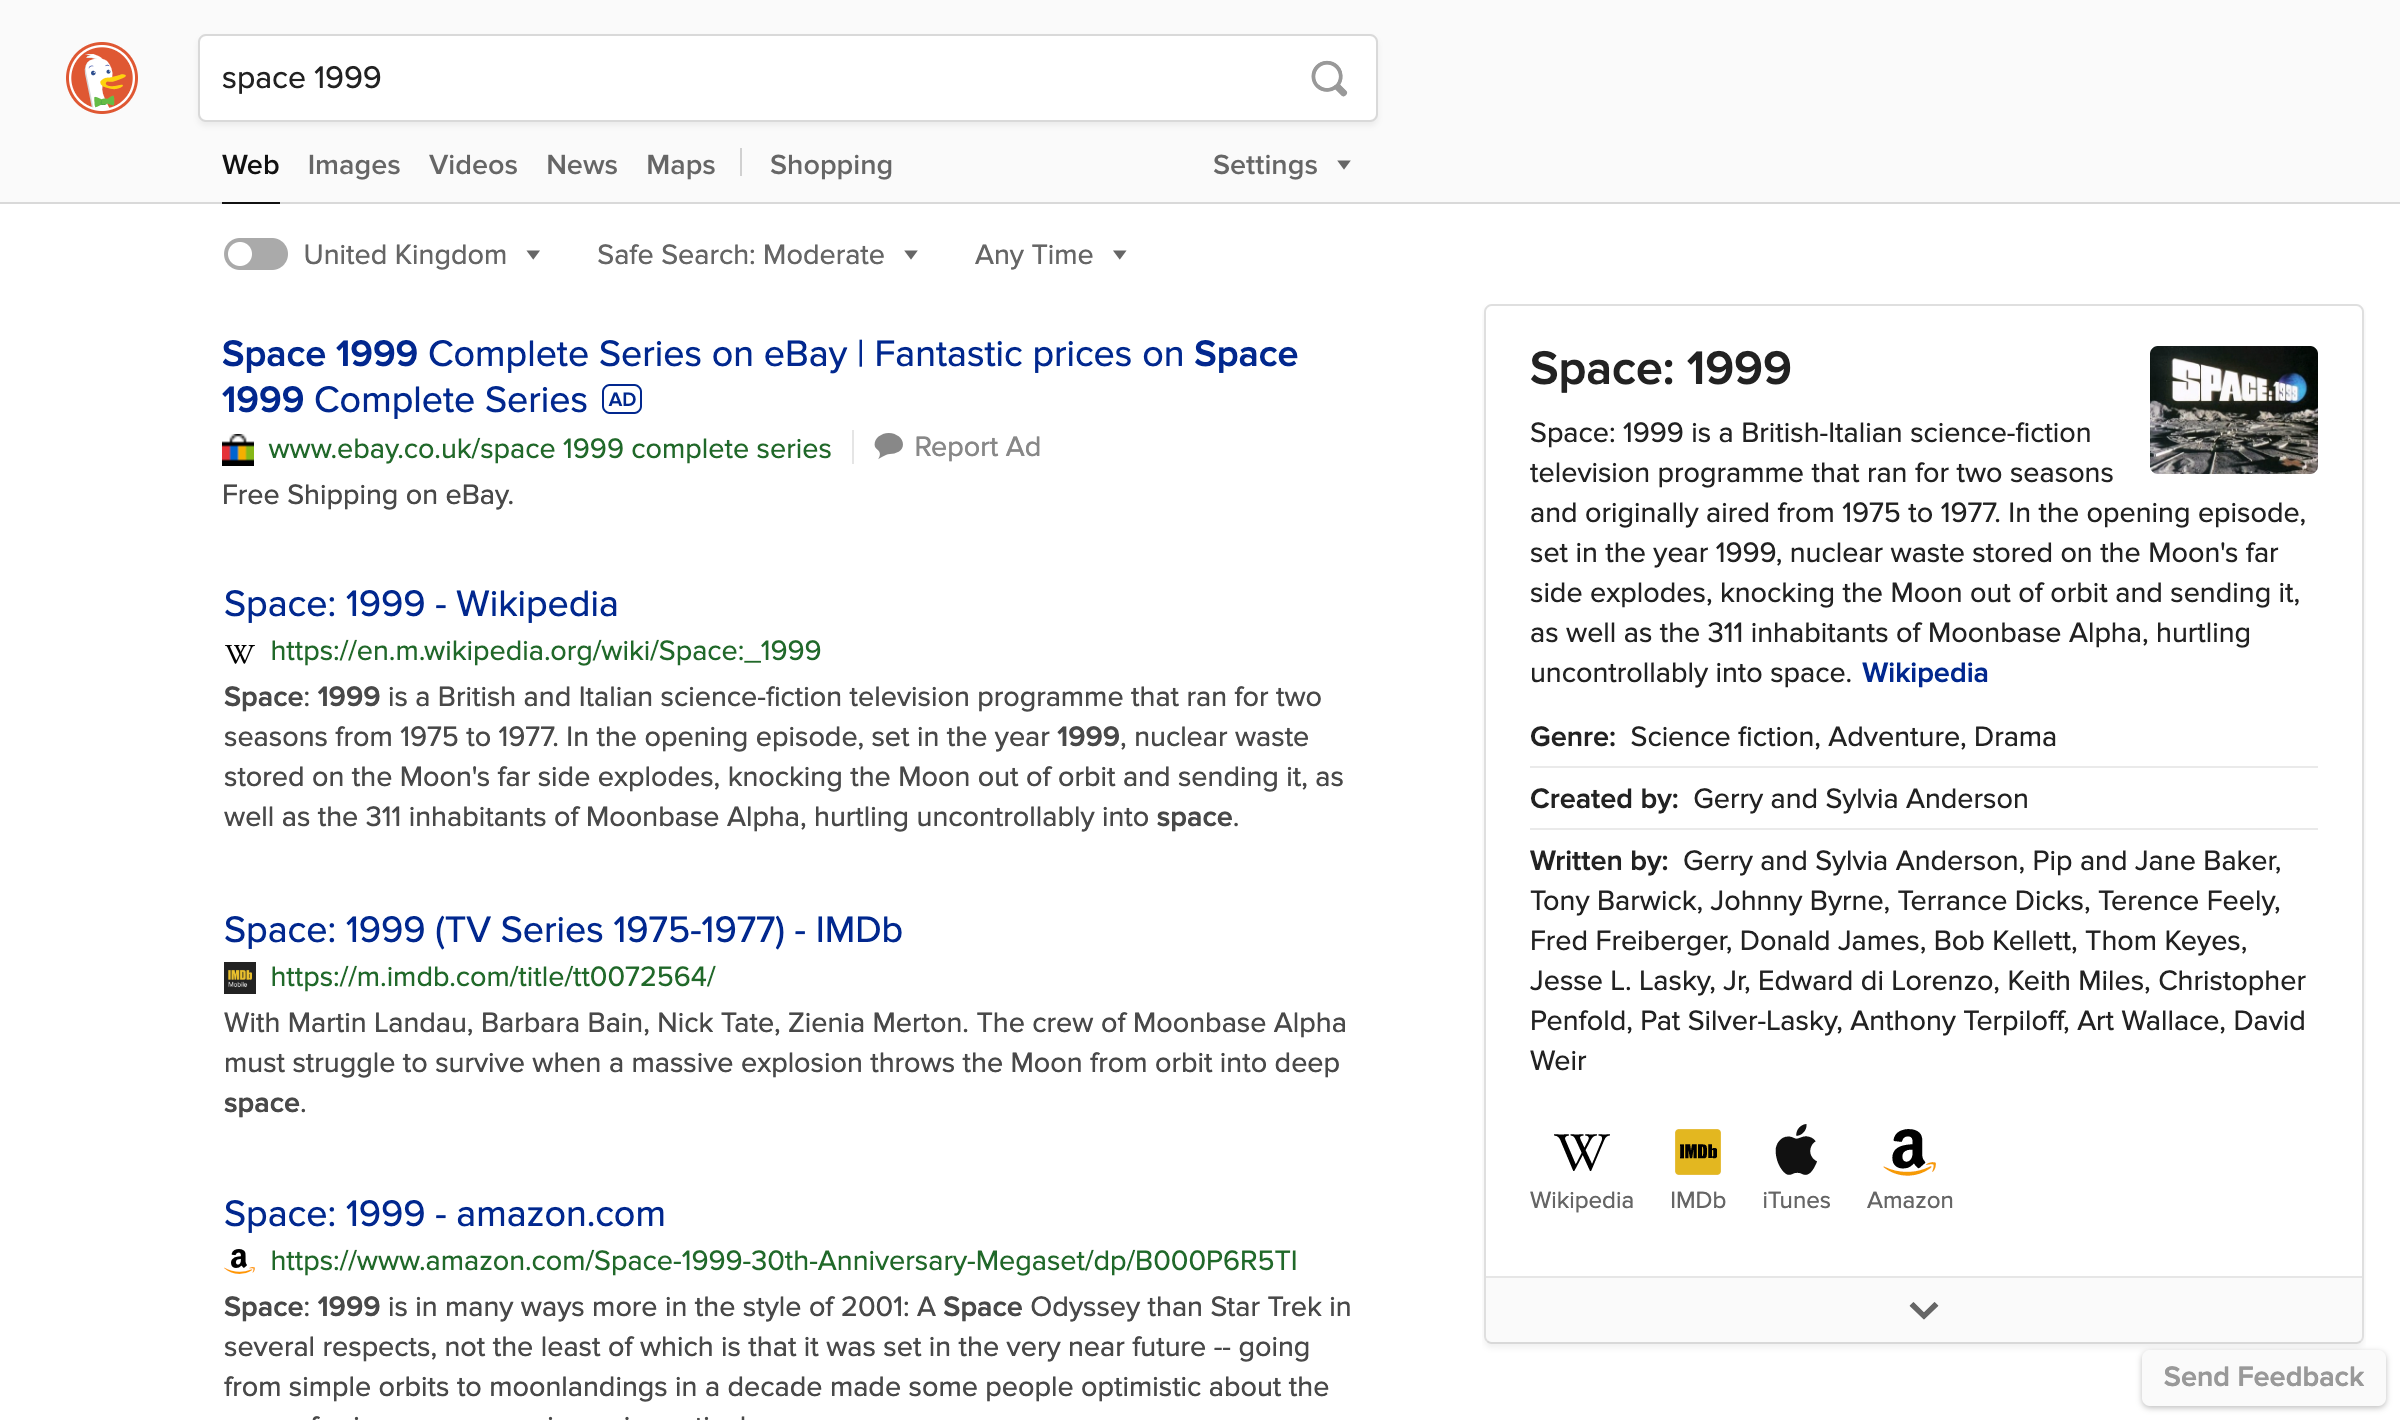 space 1999
Web Images Videos News Maps Shopping Settings
United Kingdom Safe Search: Moderate Any Time
Space 1999 Complete Series on eBay | Fantastic prices on Space
1999 Complete Series AD
www.ebay.co.uk/space 1999 complete series Report Ad
Free Shipping on eBay.
Space: 1999 - Wikipedia
W https://en.m.wikipedia.org/wiki/Space:_1999
Space: 1999 is a British and Italian science-fiction television programme that ran for two
seasons from 1975 to 1977. In the opening episode, set in the year 1999, nuclear waste
stored on the Moon's far side explodes, knocking the Moon out of orbit and sending it, as
well as the 311 inhabitants of Moonbase Alpha, hurtling uncontrollably into space.
Space: 1999 (TV Series 1975-1977) - IMDb
IMDb Mobile https://m.imdb.com/title/tt0072564/
With Martin Landau, Barbara Bain, Nick Tate, Zienia Merton. The crew of Moonbase Alpha
must struggle to survive when a massive explosion throws the Moon from orbit into deep
space.
Space: 1999 - amazon.com
a https://www.amazon.com/Space-1999-30th-Anniversary-Megaset/dp/B000P6R5TI
Space: 1999 is in many ways more in the style of 2001: A Space Odyssey than Star Trek in
several respects, not the least of which is that it was set in the very near future -- going
from simple orbits to moonlandings in a decade made some people optimistic about the
Space: 1999
SPACE:1999
Space: 1999 is a British-Italian science-fiction
television programme that ran for two seasons
and originally aired from 1975 to 1977. In the opening episode,
set in the year 1999, nuclear waste stored on the Moon's far
side explodes, knocking the Moon out of orbit and sending it,
as well as the 311 inhabitants of Moonbase Alpha, hurtling
uncontrollably into space. Wikipedia
Genre: Science fiction, Adventure, Drama
Created by: Gerry and Sylvia Anderson
Written by: Gerry and Sylvia Anderson, Pip and Jane Baker,
Tony Barwick, Johnny Byrne, Terrance Dicks, Terence Feely,
Fred Freiberger, Donald James, Bob Kellett, Thom Keyes,
Jesse L. Lasky, Jr, Edward di Lorenzo, Keith Miles, Christopher
Penfold, Pat Silver-Lasky, Anthony Terpiloff, Art Wallace, David
Weir
W IMDb a
Wikipedia IMDb iTunes Amazon
Send Feedback